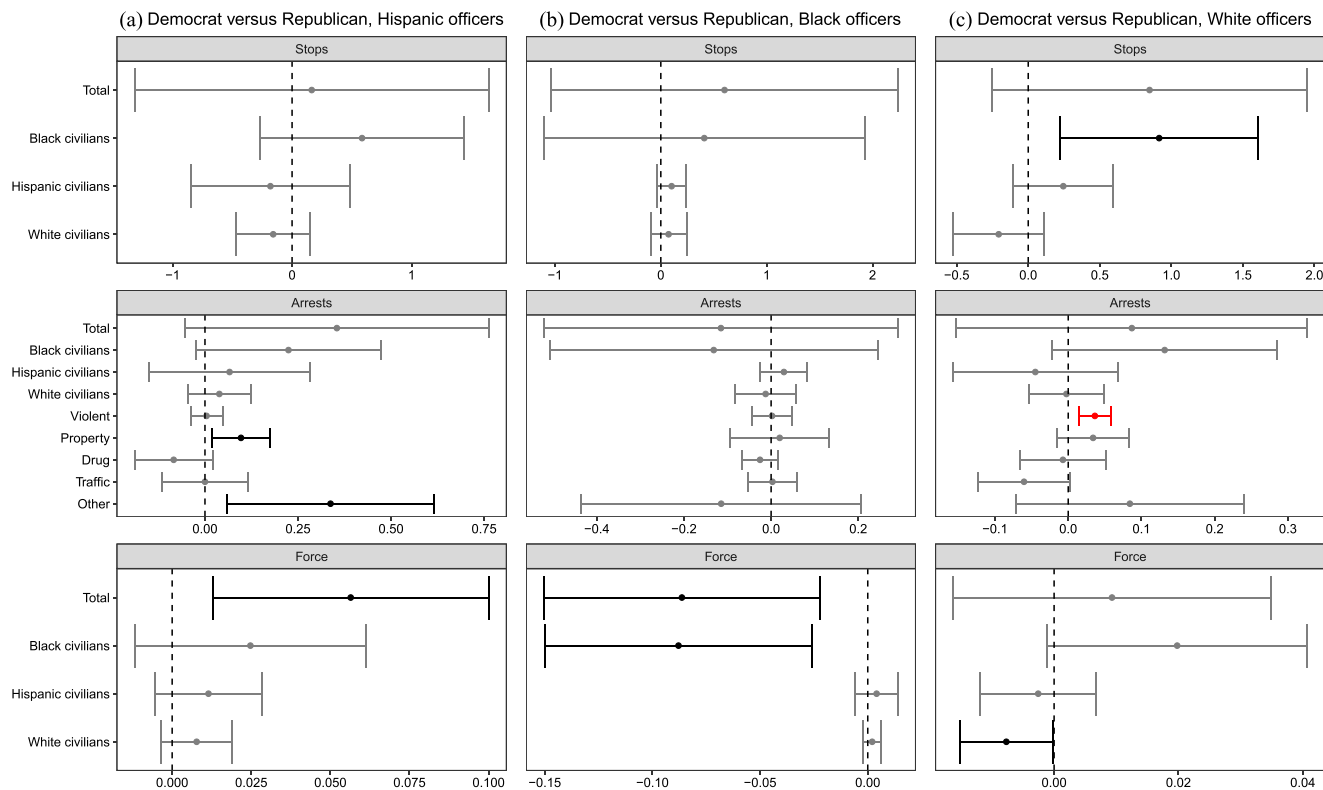 (a) Democrat versus Republican, Hispanic officers
(b) Democrat versus Republican, Black officers
(c) Democrat versus Republican, White officers
Stops
Stops
Stops
Total
Black civilians
Hispanic civilians
White civilians
−1 0 1
−1 0 1 2
−0.5 0.0 0.5 1.0 1.5 2.0
Arrests
Arrests
Arrests
Total
Black civilians
Hispanic civilians
White civilians
Violent
Property
Drug
Traffic
Other
0.00 0.25 0.50 0.75
−0.4 −0.2 0.0 0.2
−0.1 0.0 0.1 0.2 0.3
Force
Force
Force
Total
Black civilians
Hispanic civilians
White civilians
0.000 0.025 0.050 0.075 0.100
−0.15 −0.10 −0.05 0.00
0.00 0.02 0.04